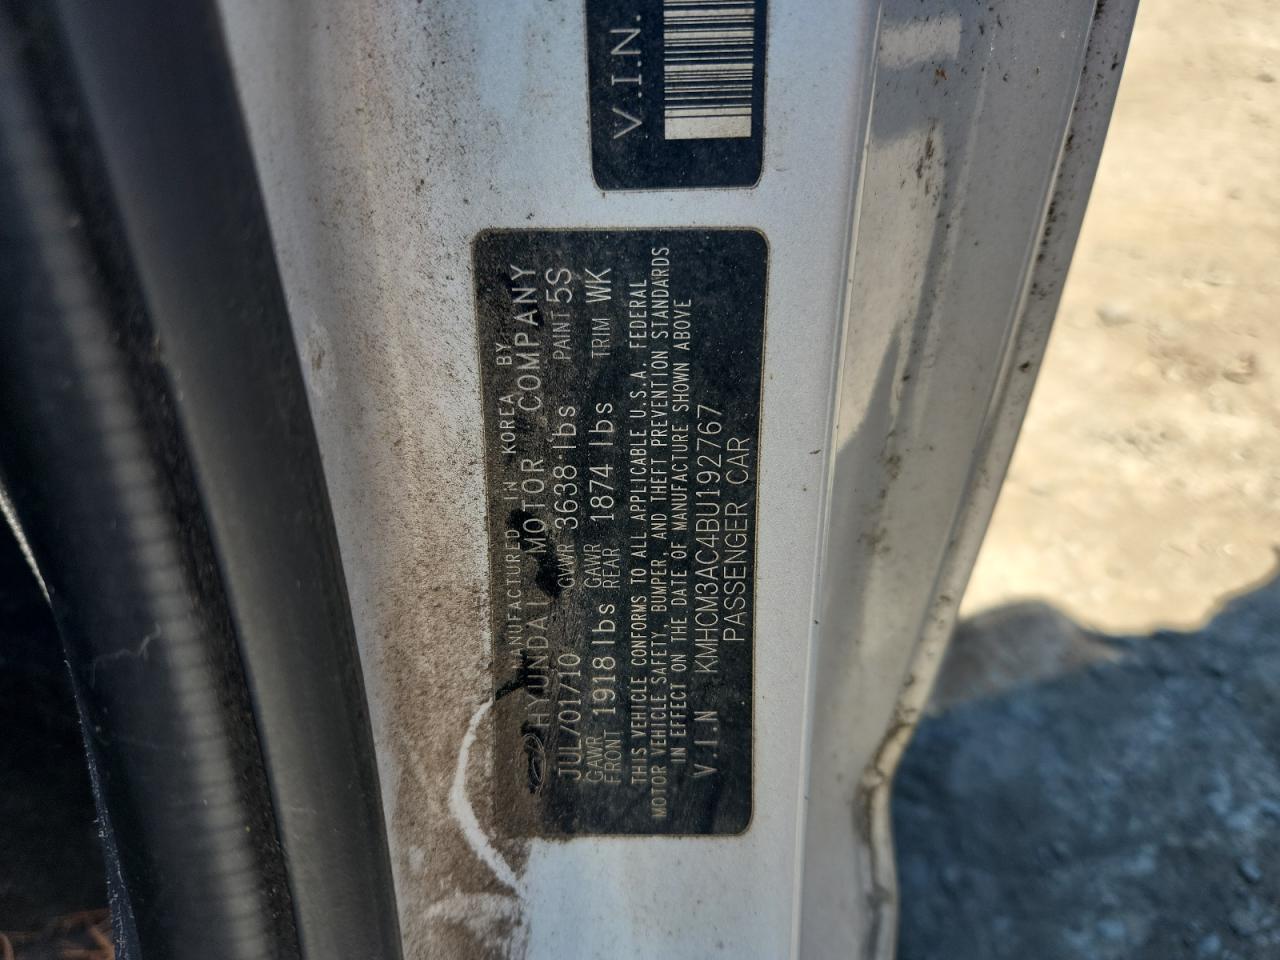 V.I.N.
MANUFACTURED IN KOREA BY
HYUNDAI MOTOR COMPANY
JUL/01/10 GVWR 3638 lbs PAINT 5S
GAWR FRONT 1918 lbs GAWR REAR 1874 lbs TRIM WK
THIS VEHICLE CONFORMS TO ALL APPLICABLE U.S.A. FEDERAL
MOTOR VEHICLE SAFETY, BUMPER, AND THEFT PREVENTION STANDARDS
IN EFFECT ON THE DATE OF MANUFACTURE SHOWN ABOVE
V.I.N KMHCM3AC4BU192767
PASSENGER CAR